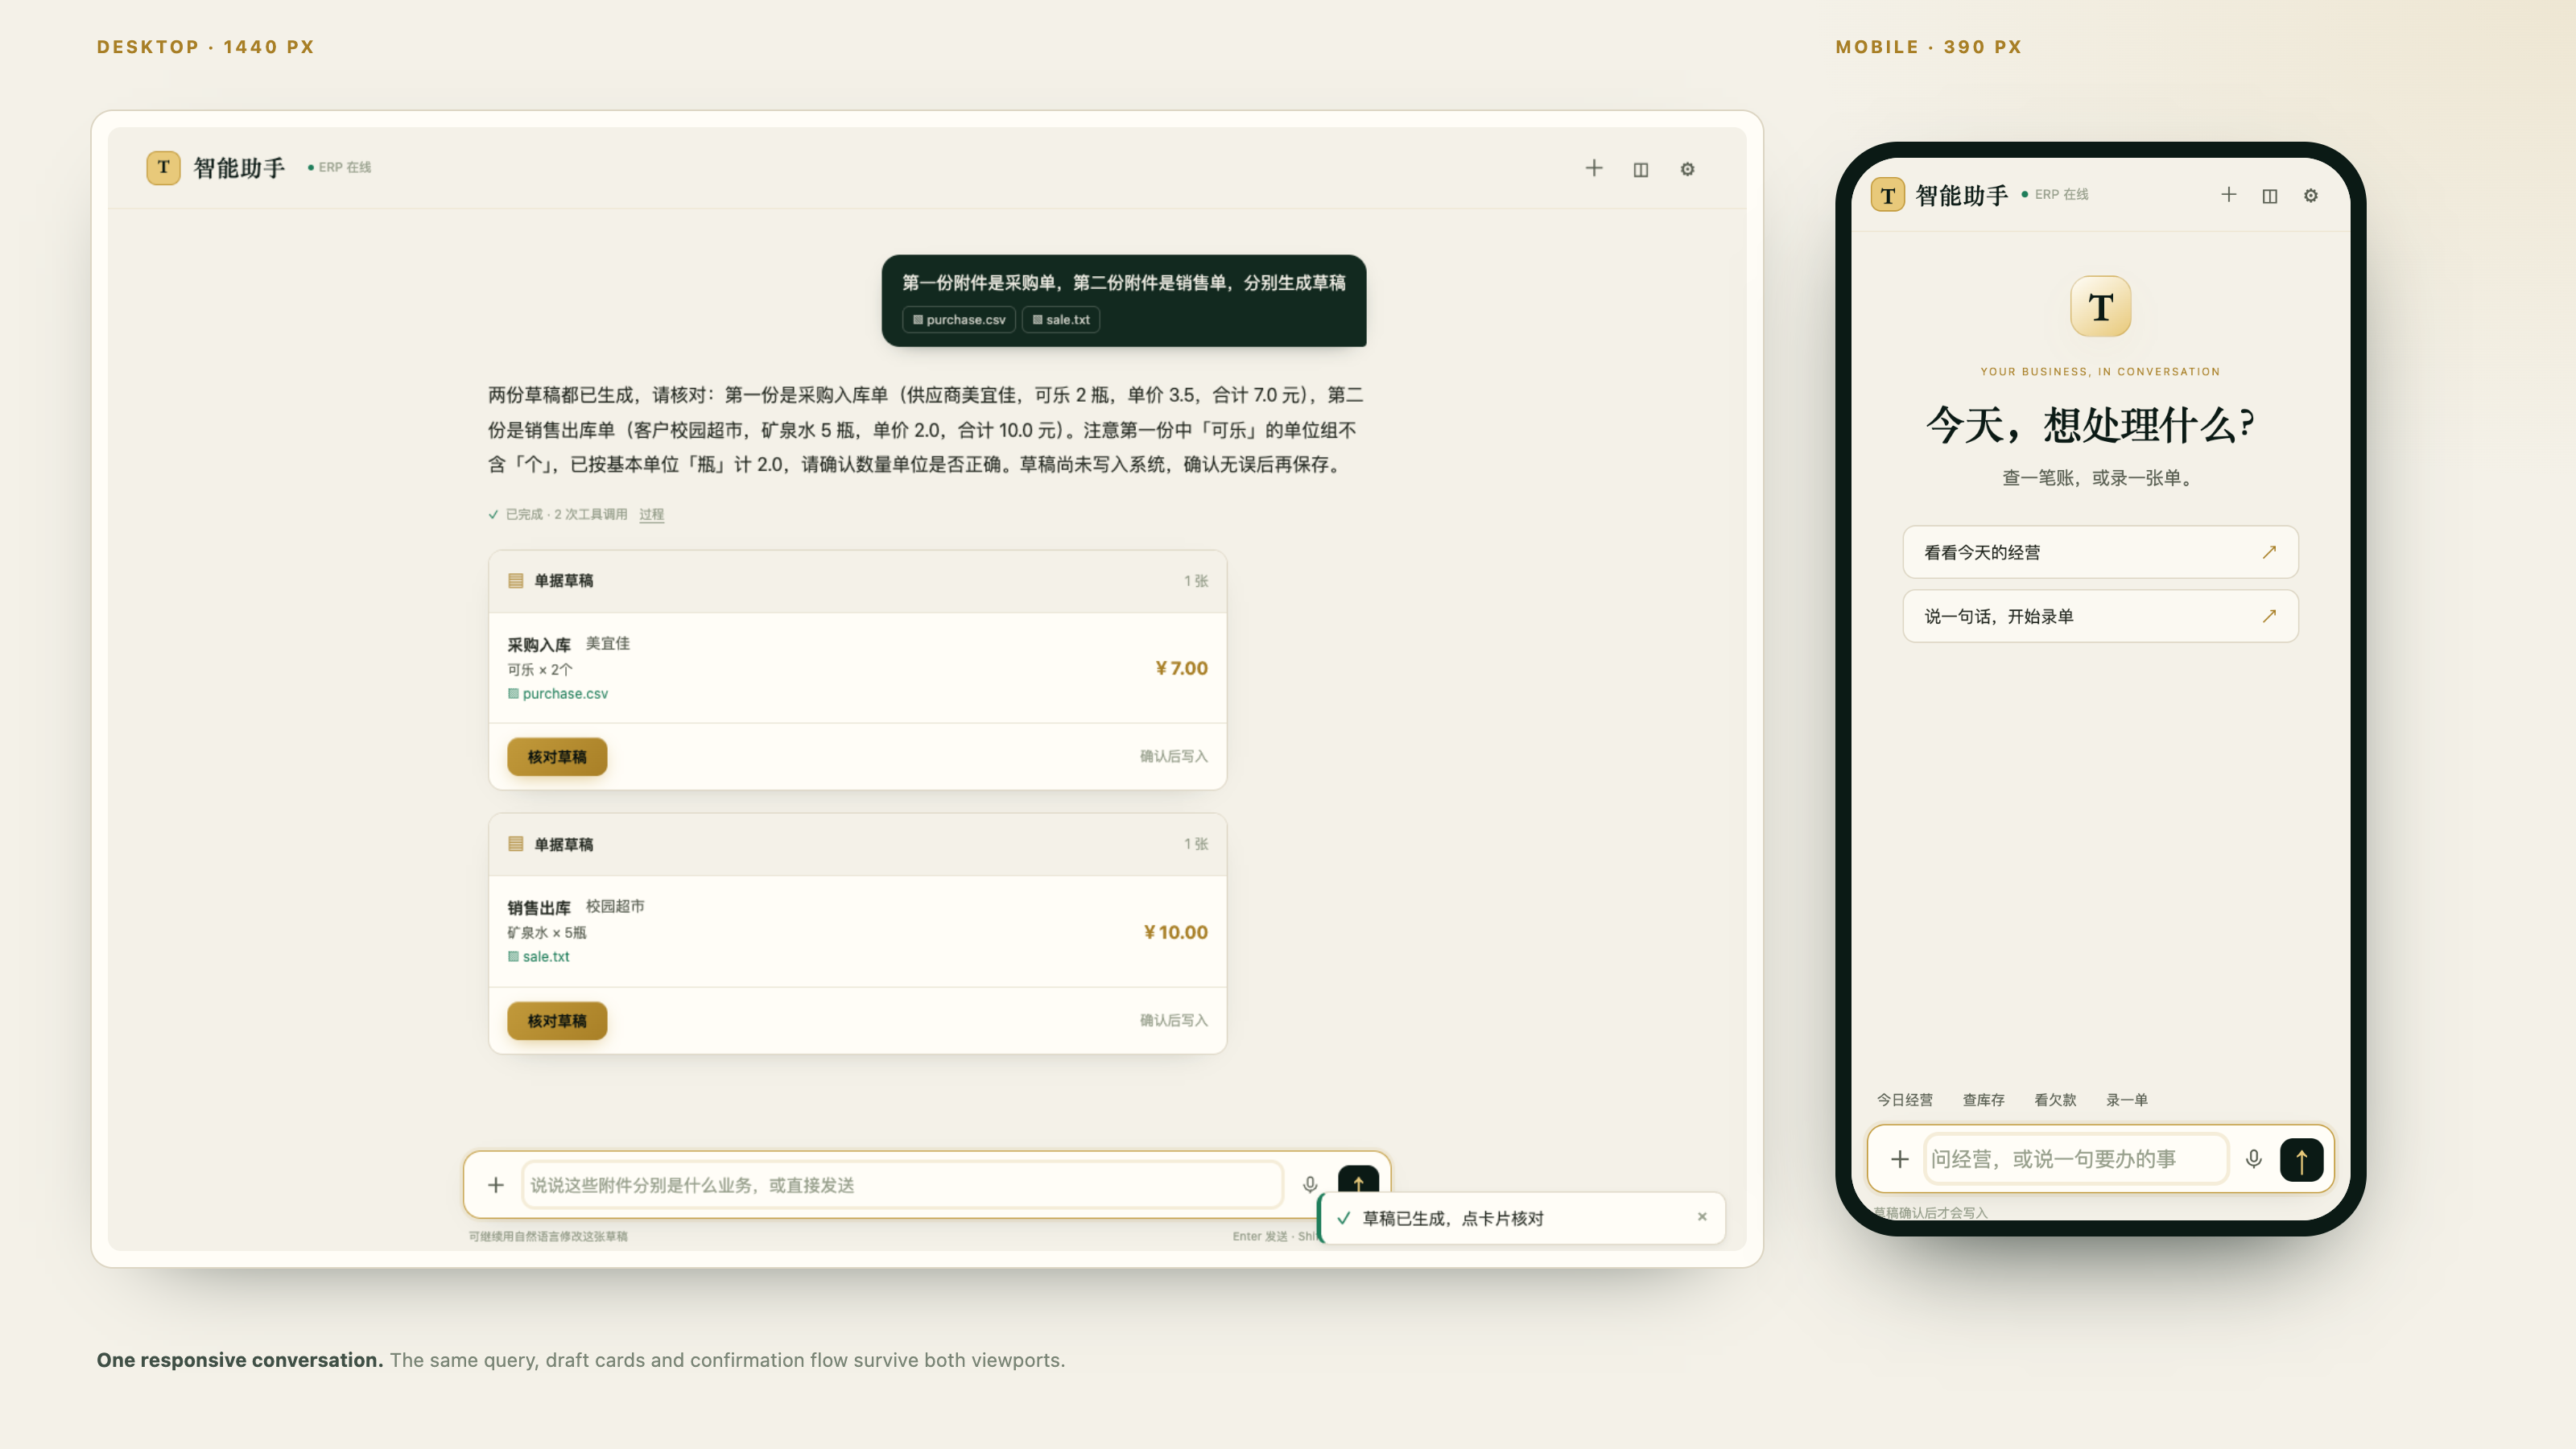 DESKTOP · 1440 PX
T 智能助手 ERP 在线
第一份附件是采购单，第二份附件是销售单，分别生成草稿
purchase.csv sale.txt
两份草稿都已生成，请核对：第一份是采购入库单（供应商美宜佳，可乐 2 瓶，单价 3.5，合计 7.0 元），第二
份是销售出库单（客户校园超市，矿泉水 5 瓶，单价 2.0，合计 10.0 元）。注意第一份中「可乐」的单位组不
含「个」，已按基本单位「瓶」计 2.0，请确认数量单位是否正确。草稿尚未写入系统，确认无误后再保存。
✓ 已完成 · 2 次工具调用 过程
单据草稿 1 张
采购入库 美宜佳
可乐 × 2个
¥ 7.00
purchase.csv
核对草稿 确认后写入
单据草稿 1 张
销售出库 校园超市
矿泉水 × 5瓶
¥ 10.00
sale.txt
核对草稿 确认后写入
说说这些附件分别是什么业务，或直接发送
✓ 草稿已生成，点卡片核对 ×
可继续用自然语言修改这张草稿 Enter 发送 ·
MOBILE · 390 PX
T 智能助手 ERP 在线
T
YOUR BUSINESS, IN CONVERSATION
今天，想处理什么？
查一笔账，或录一张单。
看看今天的经营 ↗
说一句话，开始录单 ↗
今日经营 查库存 看欠款 录一单
问经营，或说一句要办的事
草稿确认后才会写入
One responsive conversation. The same query, draft cards and confirmation flow survive both viewports.